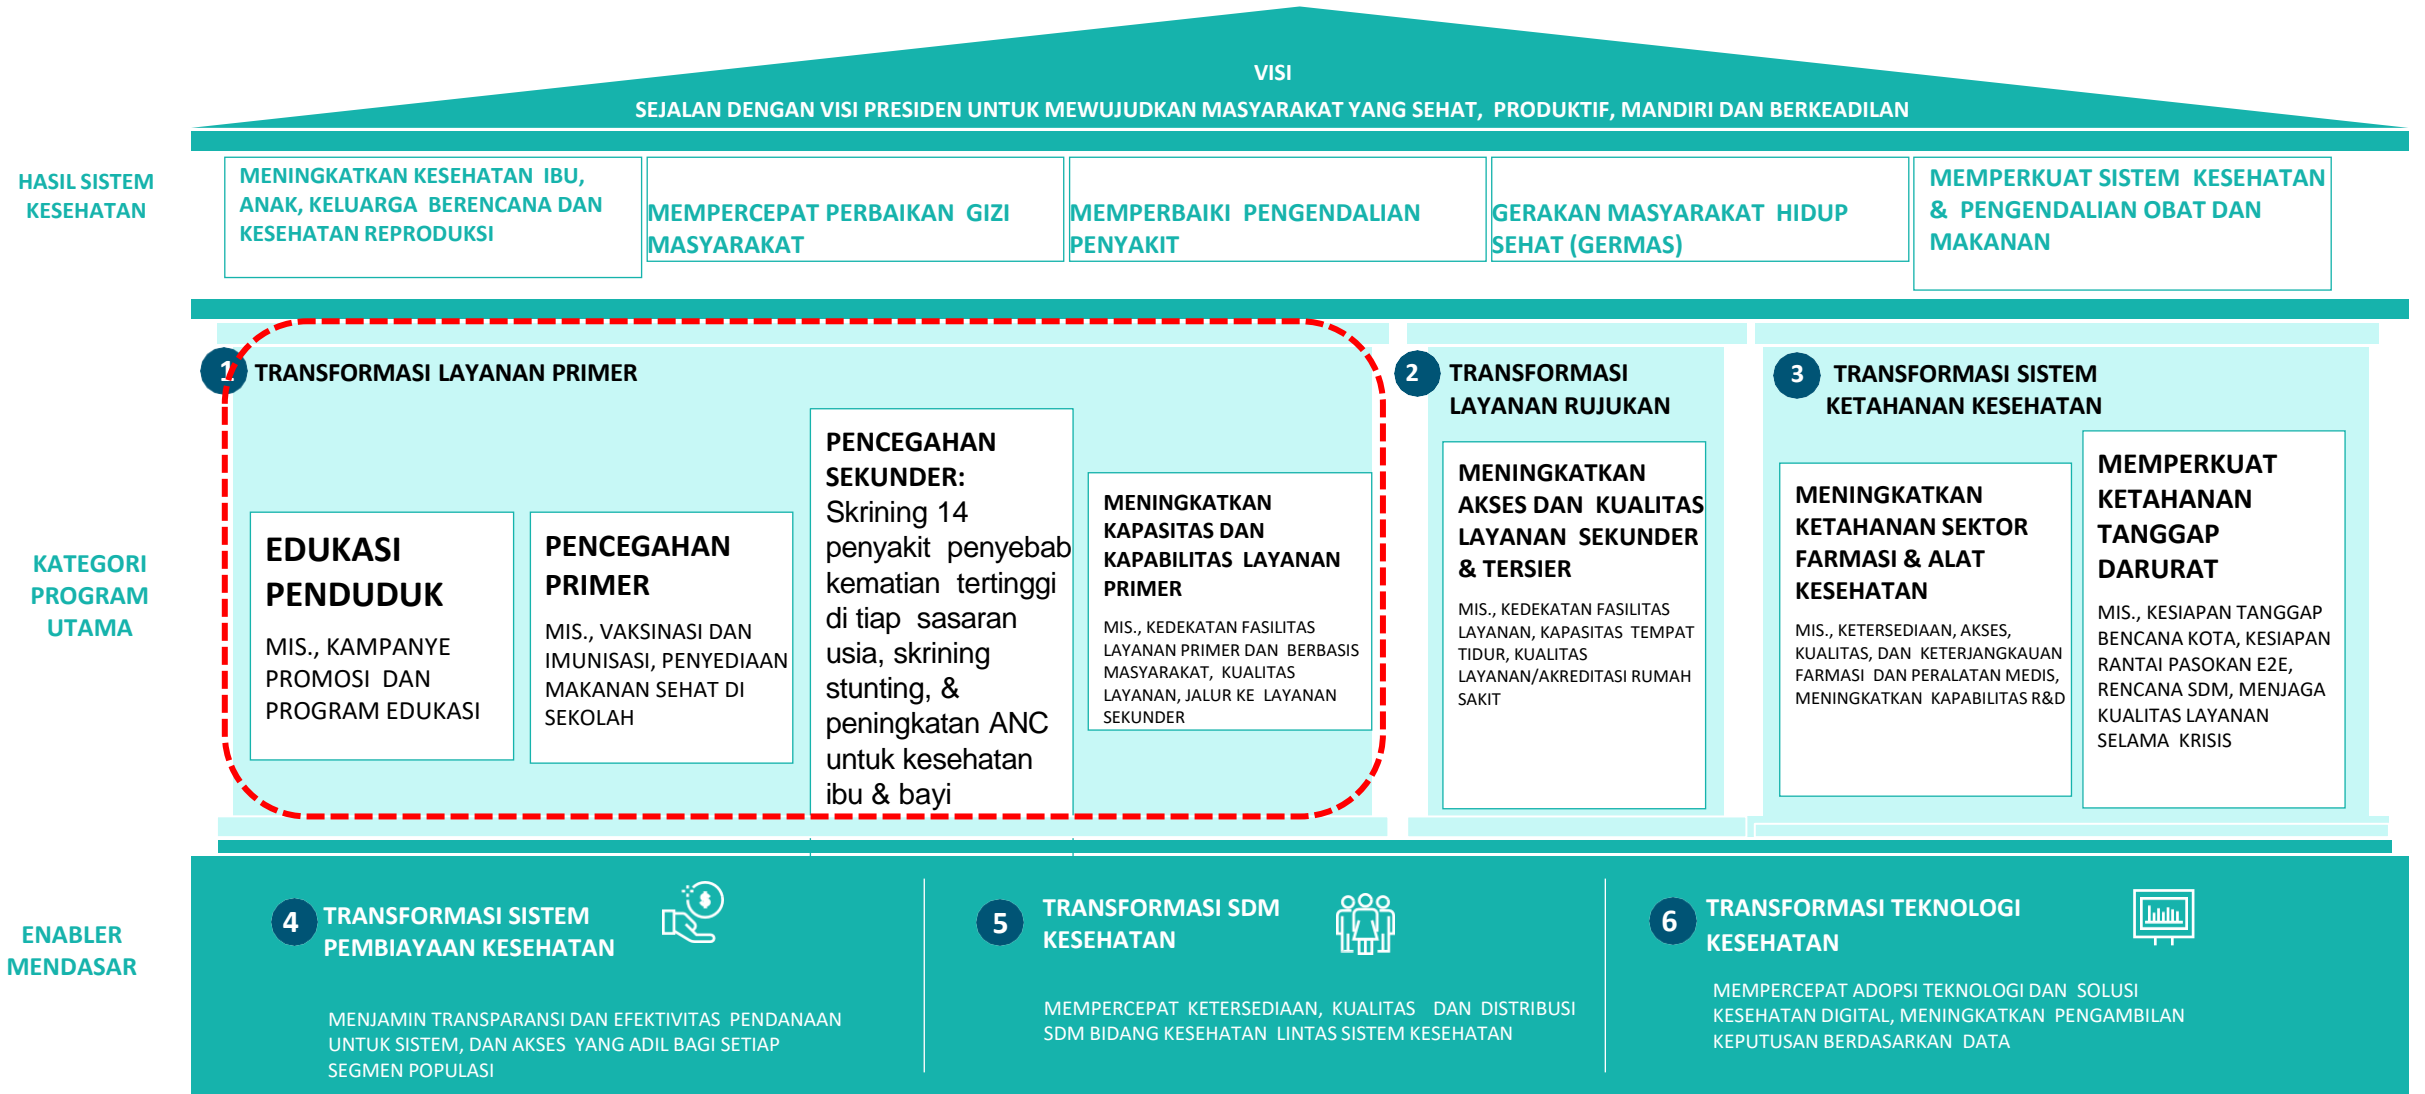 VISI
SEJALAN DENGAN VISI PRESIDEN UNTUK MEWUJUDKAN MASYARAKAT YANG SEHAT, PRODUKTIF, MANDIRI DAN BERKEADILAN
HASIL SISTEM
KESEHATAN
MENINGKATKAN KESEHATAN IBU,
ANAK, KELUARGA BERENCANA DAN
KESEHATAN REPRODUKSI
MEMPERCEPAT PERBAIKAN GIZI
MASYARAKAT
MEMPERBAIKI PENGENDALIAN
PENYAKIT
GERAKAN MASYARAKAT HIDUP
SEHAT (GERMAS)
MEMPERKUAT SISTEM KESEHATAN
& PENGENDALIAN OBAT DAN
MAKANAN
KATEGORI
PROGRAM
UTAMA
1
TRANSFORMASI LAYANAN PRIMER
EDUKASI
PENDUDUK
MIS., KAMPANYE
PROMOSI DAN
PROGRAM EDUKASI
PENCEGAHAN
PRIMER
MIS., VAKSINASI DAN
IMUNISASI, PENYEDIAAN
MAKANAN SEHAT DI
SEKOLAH
PENCEGAHAN
SEKUNDER:
Skrining 14
penyakit penyebab
kematian tertinggi
di tiap sasaran
usia, skrining
stunting, &
peningkatan ANC
untuk kesehatan
ibu & bayi
MENINGKATKAN
KAPASITAS DAN
KAPABILITAS LAYANAN
PRIMER
MIS., KEDEKATAN FASILITAS
LAYANAN PRIMER DAN BERBASIS
MASYARAKAT, KUALITAS
LAYANAN, JALUR KE LAYANAN
SEKUNDER
2
TRANSFORMASI
LAYANAN RUJUKAN
MENINGKATKAN
AKSES DAN KUALITAS
LAYANAN SEKUNDER
& TERSIER
MIS., KEDEKATAN FASILITAS
LAYANAN, KAPASITAS TEMPAT
TIDUR, KUALITAS
LAYANAN/AKREDITASI RUMAH
SAKIT
3
TRANSFORMASI SISTEM
KETAHANAN KESEHATAN
MENINGKATKAN
KETAHANAN SEKTOR
FARMASI & ALAT
KESEHATAN
MIS., KETERSEDIAAN, AKSES,
KUALITAS, DAN KETERJANGKAUAN
FARMASI DAN PERALATAN MEDIS,
MENINGKATKAN KAPABILITAS R&D
MEMPERKUAT
KETAHANAN
TANGGAP
DARURAT
MIS., KESIAPAN TANGGAP
BENCANA KOTA, KESIAPAN
RANTAI PASOKAN E2E,
RENCANA SDM, MENJAGA
KUALITAS LAYANAN
SELAMA KRISIS
ENABLER
MENDASAR
4
TRANSFORMASI SISTEM
PEMBIAYAAN KESEHATAN
$
MENJAMIN TRANSPARANSI DAN EFEKTIVITAS PENDANAAN
UNTUK SISTEM, DAN AKSES YANG ADIL BAGI SETIAP
SEGMEN POPULASI
5
TRANSFORMASI SDM
KESEHATAN
MEMPERCEPAT KETERSEDIAAN, KUALITAS DAN DISTRIBUSI
SDM BIDANG KESEHATAN LINTAS SISTEM KESEHATAN
6
TRANSFORMASI TEKNOLOGI
KESEHATAN
MEMPERCEPAT ADOPSI TEKNOLOGI DAN SOLUSI
KESEHATAN DIGITAL, MENINGKATKAN PENGAMBILAN
KEPUTUSAN BERDASARKAN DATA